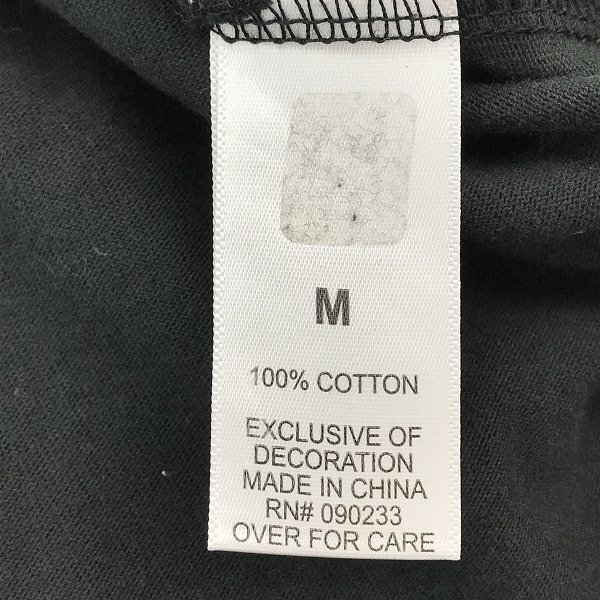 M
100% COTTON
EXCLUSIVE OF
DECORATION
MADE IN CHINA
RN# 090233
OVER FOR CARE